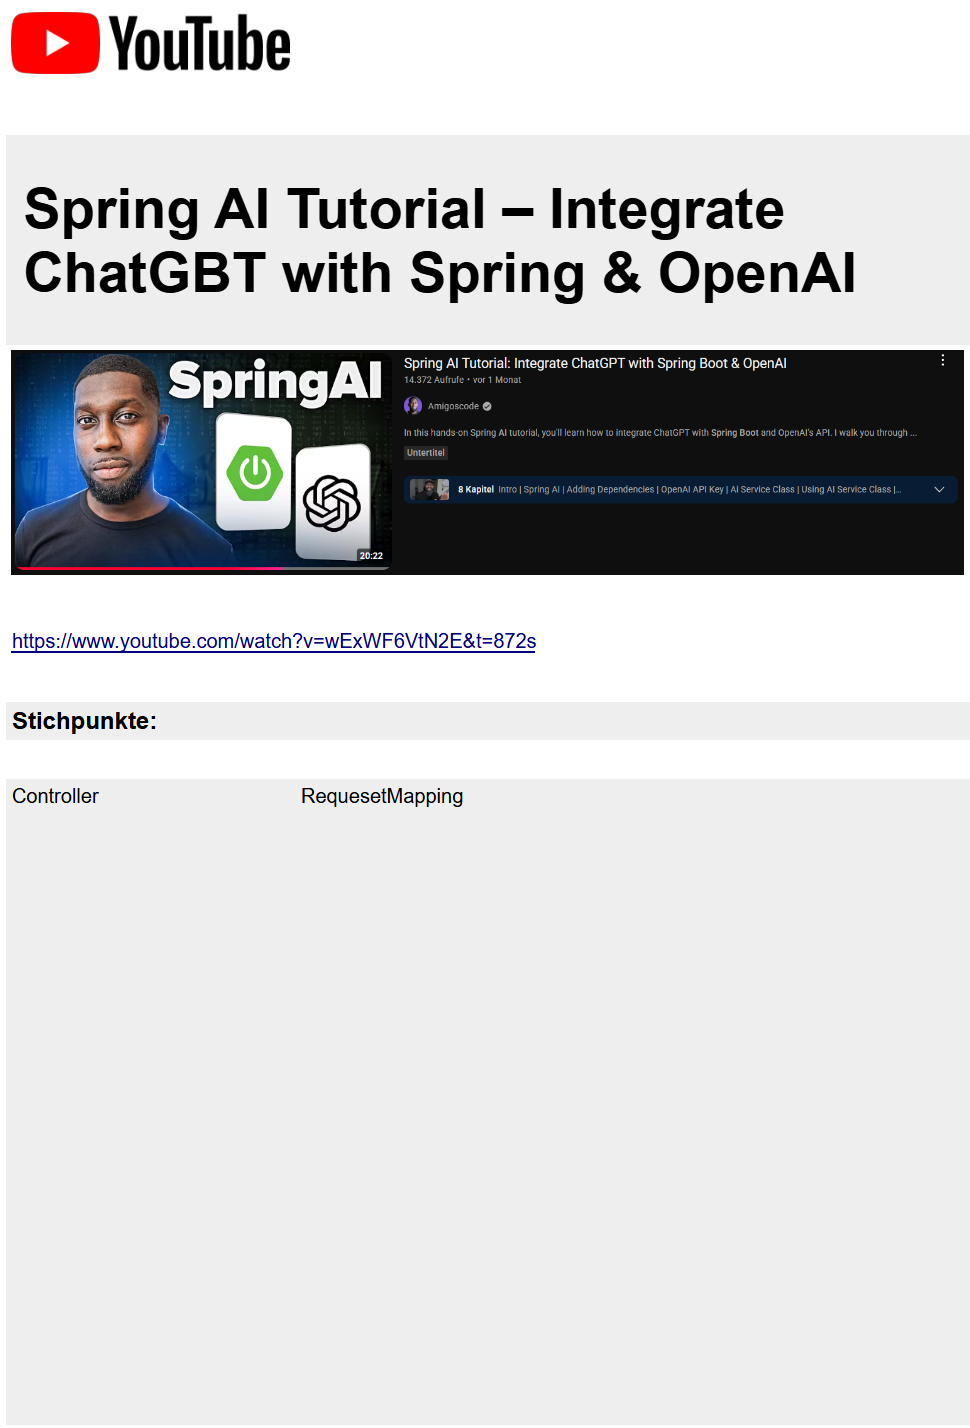 YouTube
Spring AI Tutorial – Integrate
ChatGBT with Spring & OpenAI
SpringAI
20:22
Spring AI Tutorial: Integrate ChatGPT with Spring Boot & OpenAI
14.372 Aufrufe • vor 1 Monat
Amigoscode
In this hands-on Spring AI tutorial, you'll learn how to integrate ChatGPT with Spring Boot and OpenAI's API. I walk you through ...
Untertitel
8 Kapitel Intro | Spring AI | Adding Dependencies | OpenAI API Key | AI Service Class | Using AI Service Class |...
https://www.youtube.com/watch?v=wExWF6VtN2E&t=872s
Stichpunkte:
Controller RequesetMapping